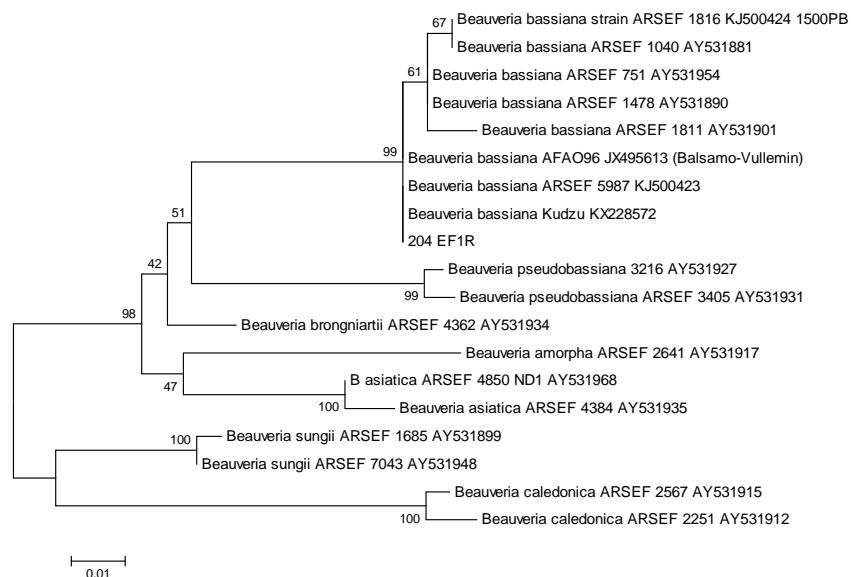 67
Beauveria bassiana strain ARSEF 1816 KJ500424 1500PB
Beauveria bassiana ARSEF 1040 AY531881
61
Beauveria bassiana ARSEF 751 AY531954
Beauveria bassiana ARSEF 1478 AY531890
Beauveria bassiana ARSEF 1811 AY531901
99
Beauveria bassiana AFAO96 JX495613 (Balsamo-Vullemin)
Beauveria bassiana ARSEF 5987 KJ500423
Beauveria bassiana Kudzu KX228572
204 EF1R
51
Beauveria pseudobassiana 3216 AY531927
42
99
Beauveria pseudobassiana ARSEF 3405 AY531931
98
Beauveria brongniartii ARSEF 4362 AY531934
Beauveria amorpha ARSEF 2641 AY531917
47
B asiatica ARSEF 4850 ND1 AY531968
100
Beauveria asiatica ARSEF 4384 AY531935
100
Beauveria sungii ARSEF 1685 AY531899
Beauveria sungii ARSEF 7043 AY531948
Beauveria caledonica ARSEF 2567 AY531915
100
Beauveria caledonica ARSEF 2251 AY531912
0.01